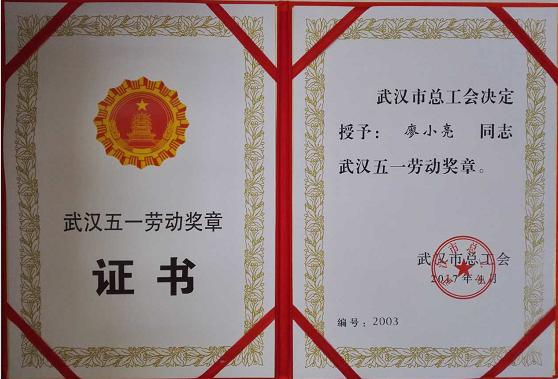 武汉五一劳动奖章
证书
武汉市总工会决定
授予： 廖小亮 同志
武汉五一劳动奖章。
武汉市总工会
2017年4月
编号：2003